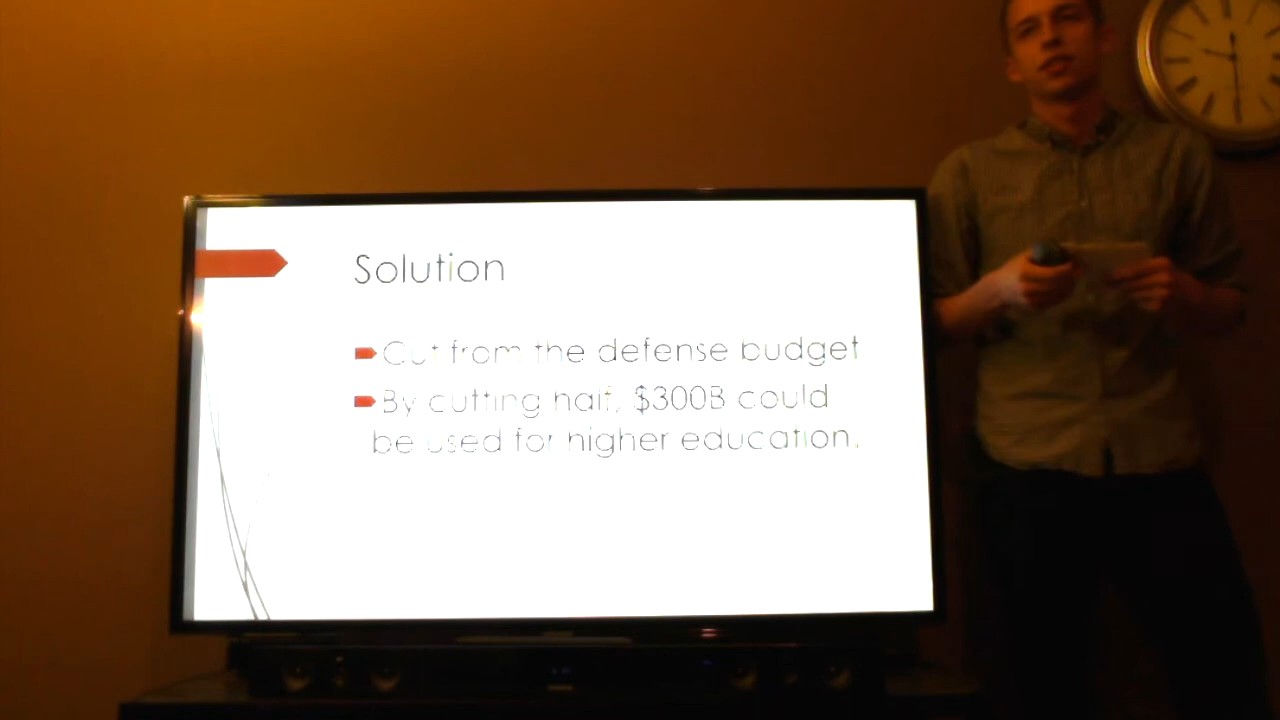 Solution
Cut from the defense budget
By cutting half, $300B could
be used for higher education.